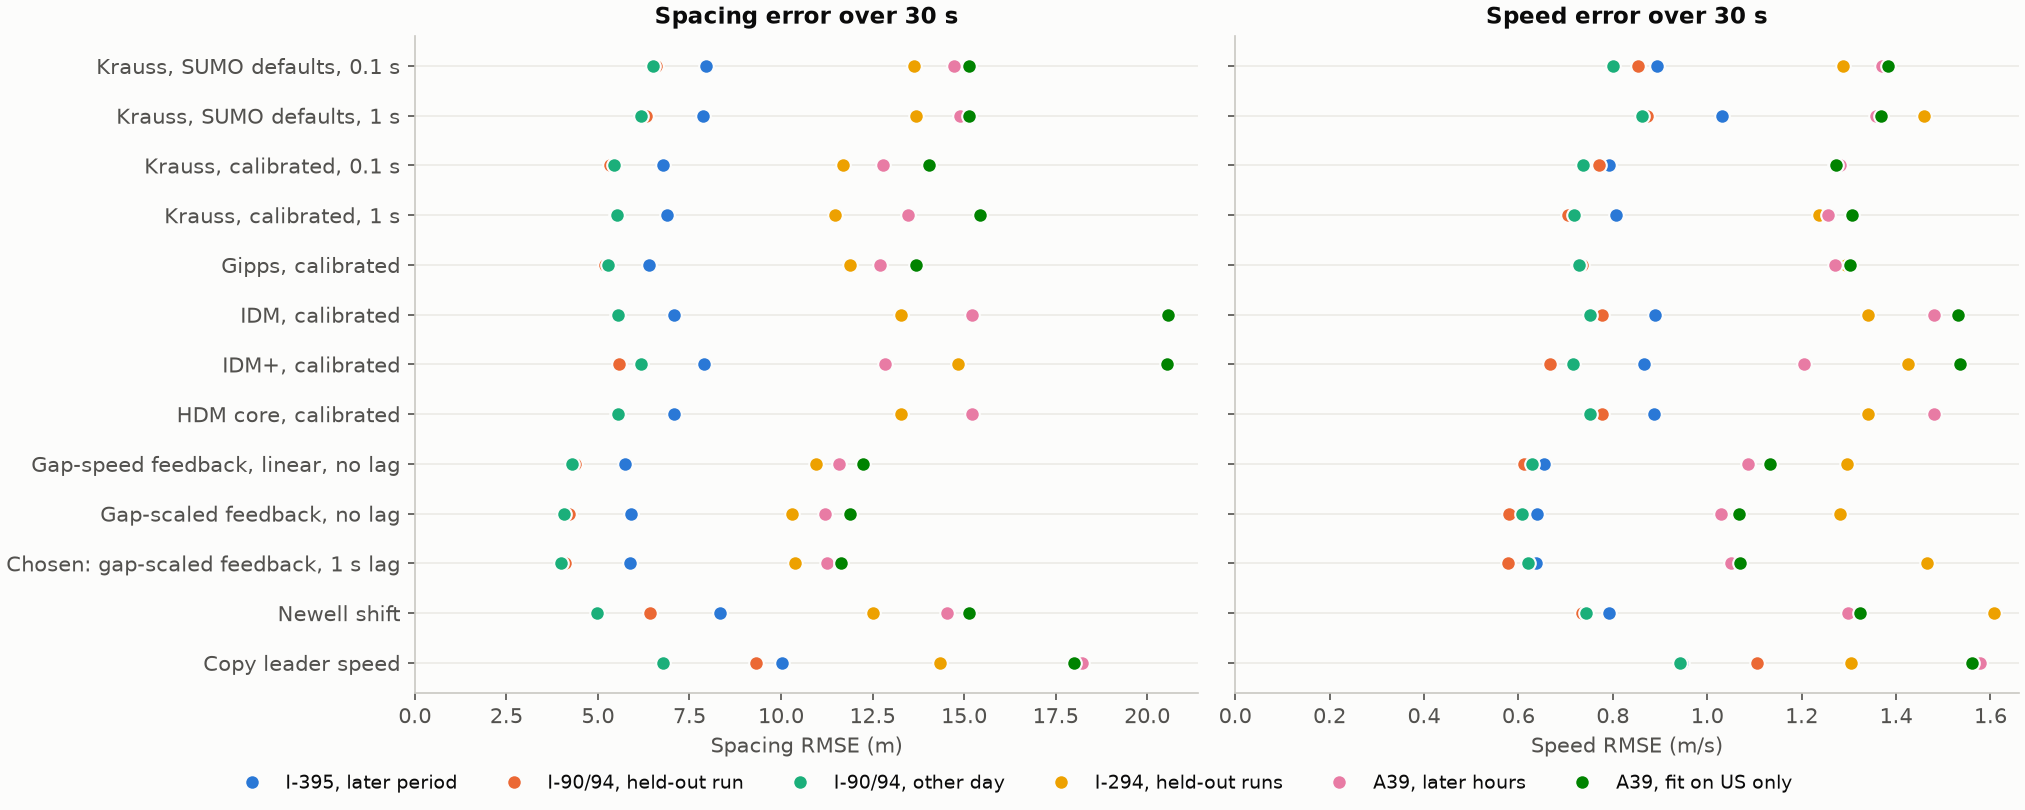 Spacing error over 30 s
Speed error over 30 s
Krauss, SUMO defaults, 0.1 s
Krauss, SUMO defaults, 1 s
Krauss, calibrated, 0.1 s
Krauss, calibrated, 1 s
Gipps, calibrated
IDM, calibrated
IDM+, calibrated
HDM core, calibrated
Gap-speed feedback, linear, no lag
Gap-scaled feedback, no lag
Chosen: gap-scaled feedback, 1 s lag
Newell shift
Copy leader speed
0.0 2.5 5.0 7.5 10.0 12.5 15.0 17.5 20.0
0.0 0.2 0.4 0.6 0.8 1.0 1.2 1.4 1.6
Spacing RMSE (m)
Speed RMSE (m/s)
I-395, later period
I-90/94, held-out run
I-90/94, other day
I-294, held-out runs
A39, later hours
A39, fit on US only